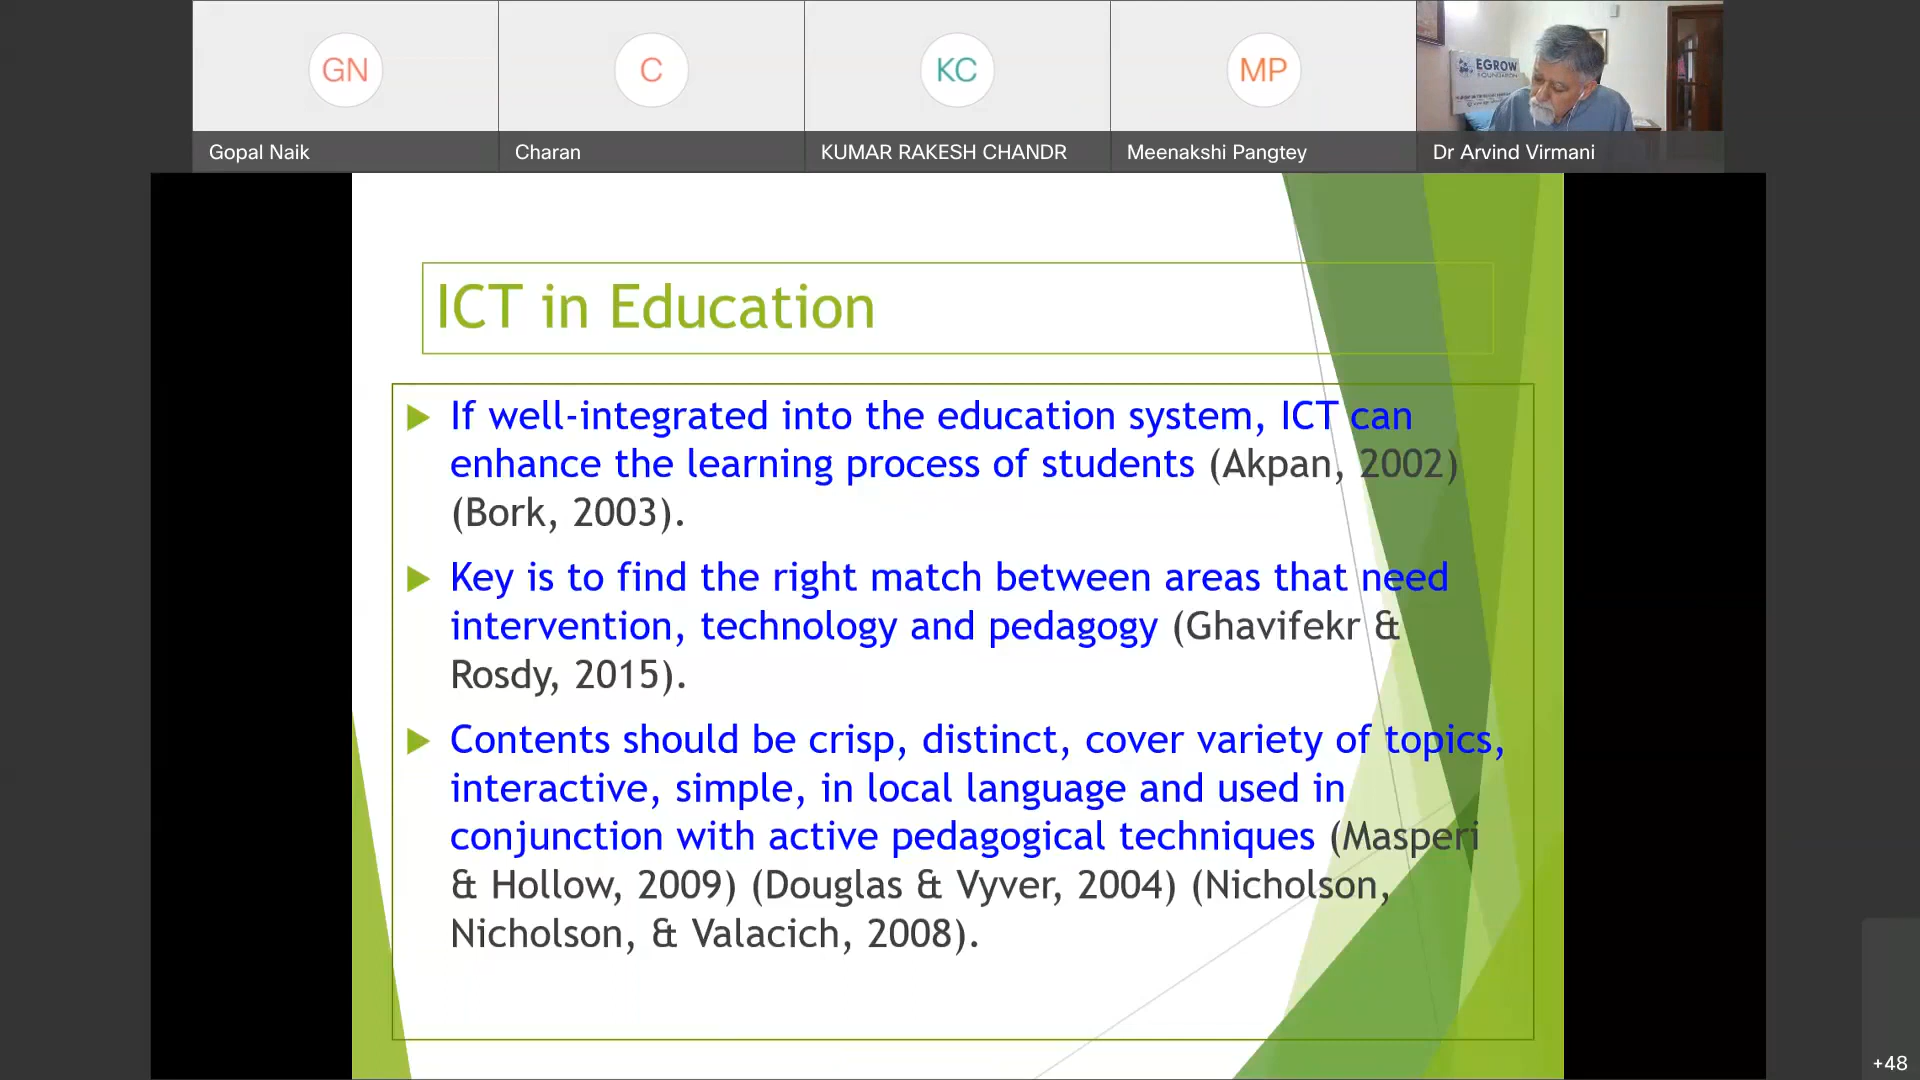 GN
C
KC
MP
EGROW
FOUNDATION
Gopal Naik
Charan
KUMAR RAKESH CHANDR
Meenakshi Pangtey
Dr Arvind Virmani
ICT in Education
If well-integrated into the education system, ICT can
enhance the learning process of students (Akpan, 2002)
(Bork, 2003).
Key is to find the right match between areas that need
intervention, technology and pedagogy (Ghavifekr &
Rosdy, 2015).
Contents should be crisp, distinct, cover variety of topics,
interactive, simple, in local language and used in
conjunction with active pedagogical techniques (Masperi
& Hollow, 2009) (Douglas & Vyver, 2004) (Nicholson,
Nicholson, & Valacich, 2008).
+48